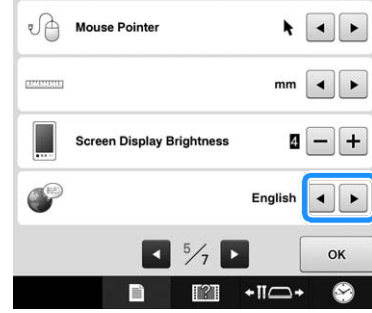 Mouse Pointer
mm
Screen Display Brightness 4
English
5/7 OK